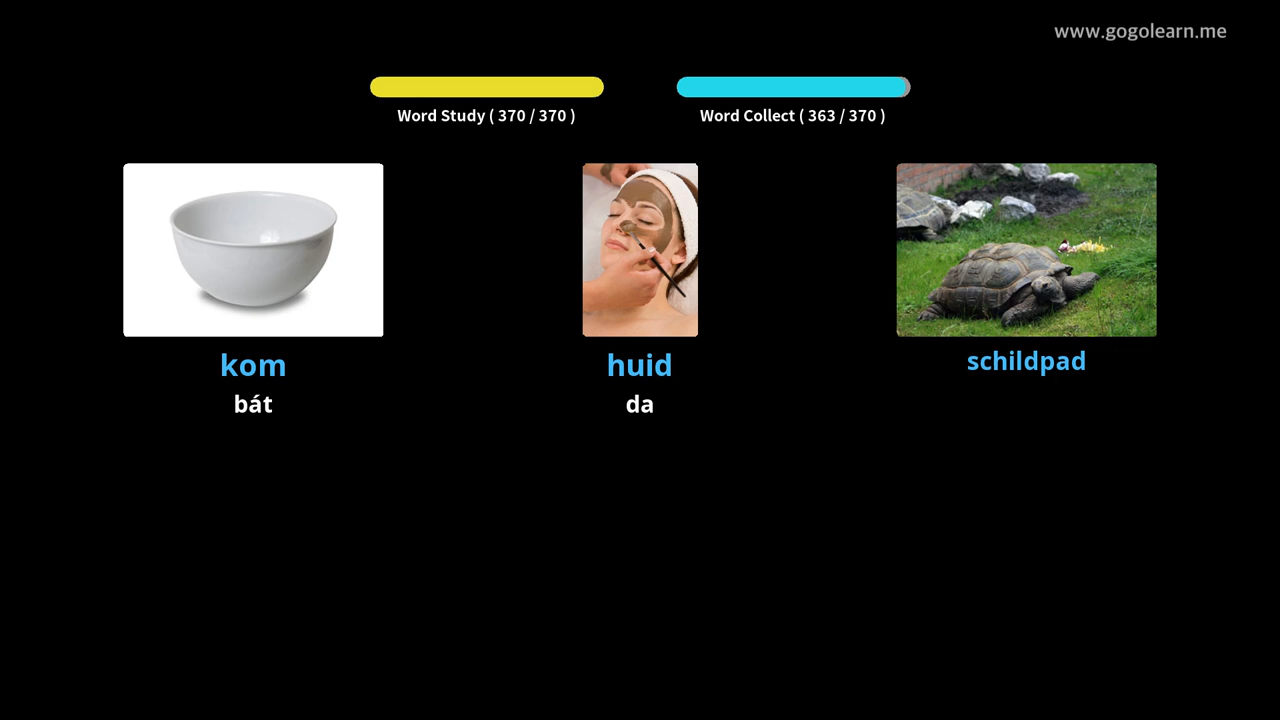 www.gogolearn.me
Word Study ( 370 / 370 )
Word Collect ( 363 / 370 )
kom
bát
huid
da
schildpad